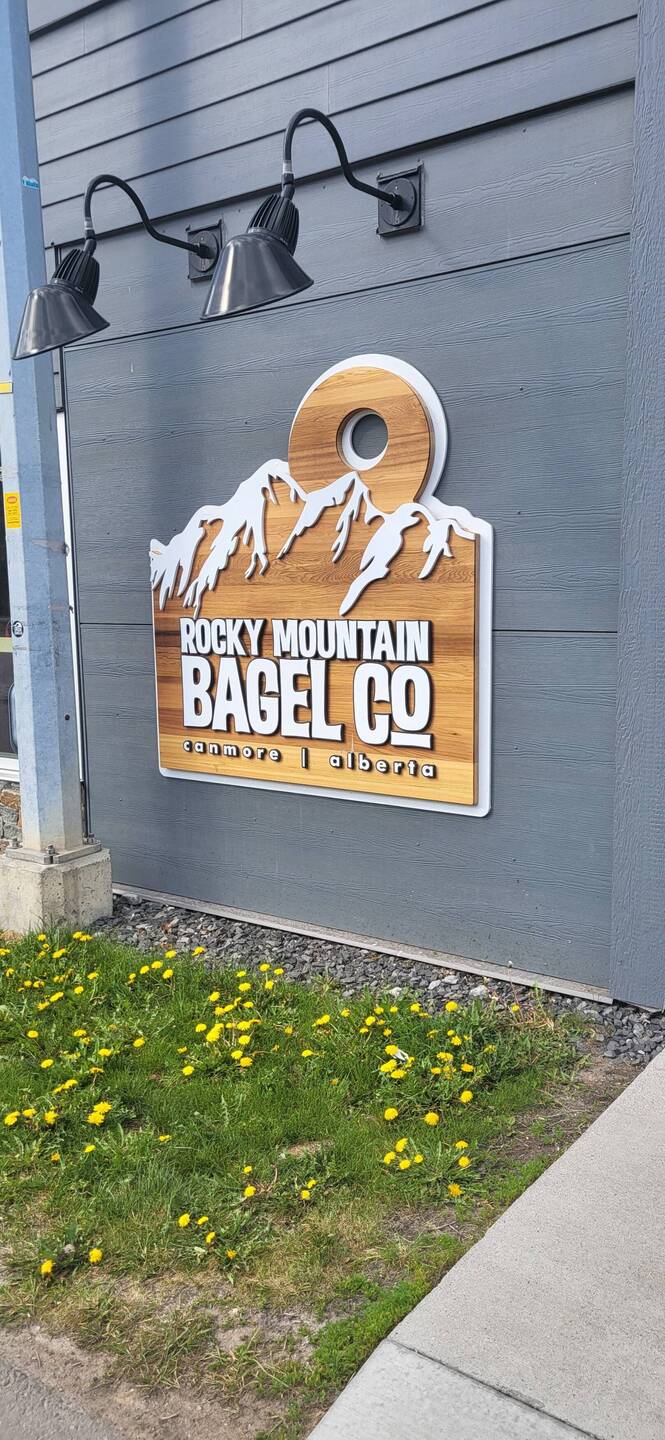 ROCKY MOUNTAIN
BAGEL CO
canmore | alberta